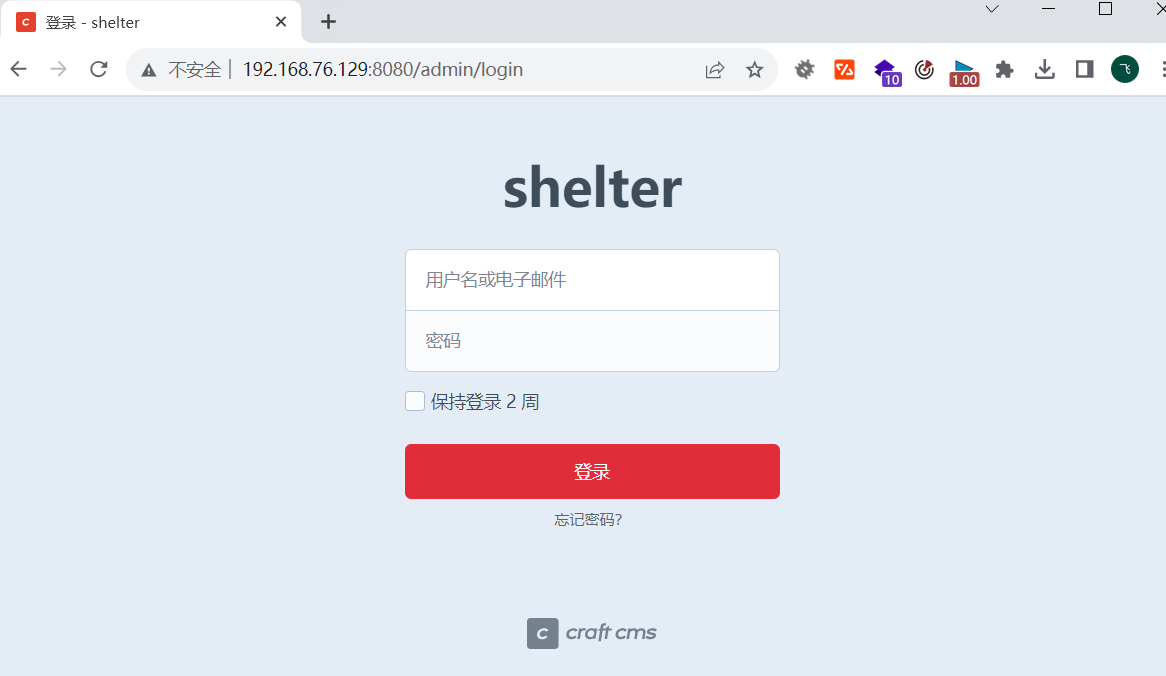 登录 - shelter
不安全 192.168.76.129:8080/admin/login
10
1.00
shelter
用户名或电子邮件
密码
保持登录 2 周
登录
忘记密码?
craft cms